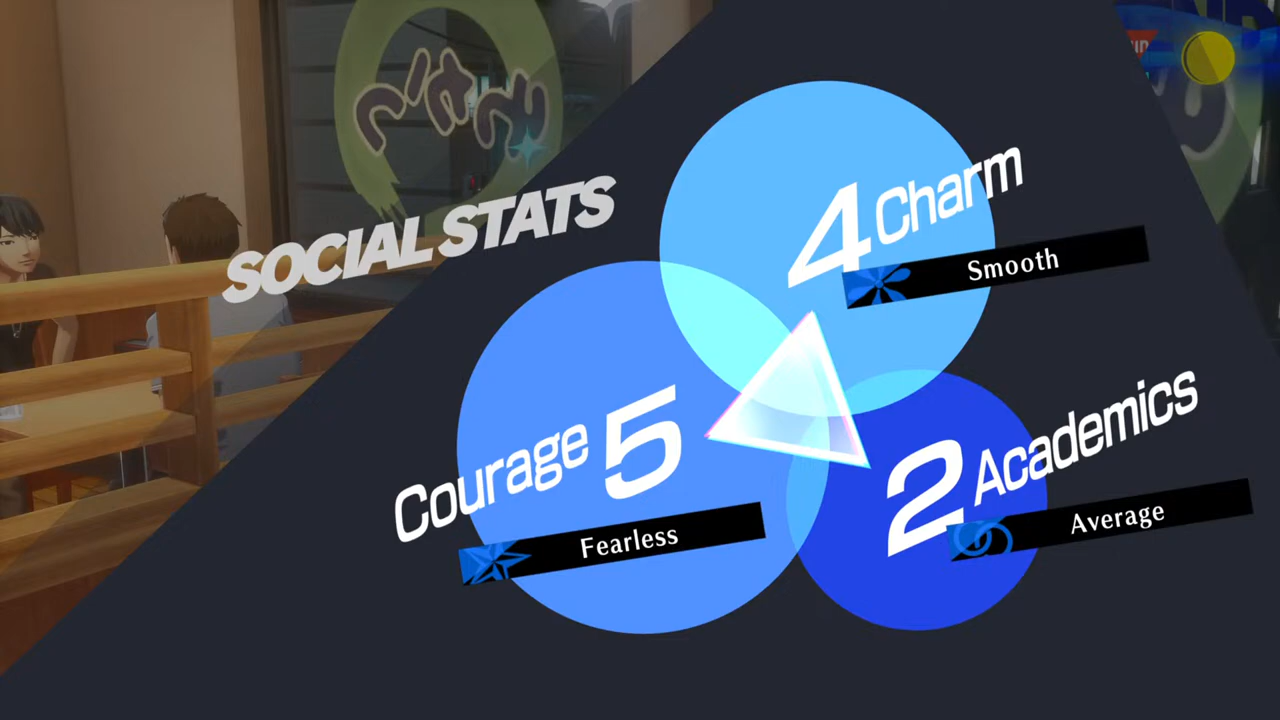 SOCIAL STATS
4 Charm
Smooth
Courage 5
Fearless
2 Academics
Average